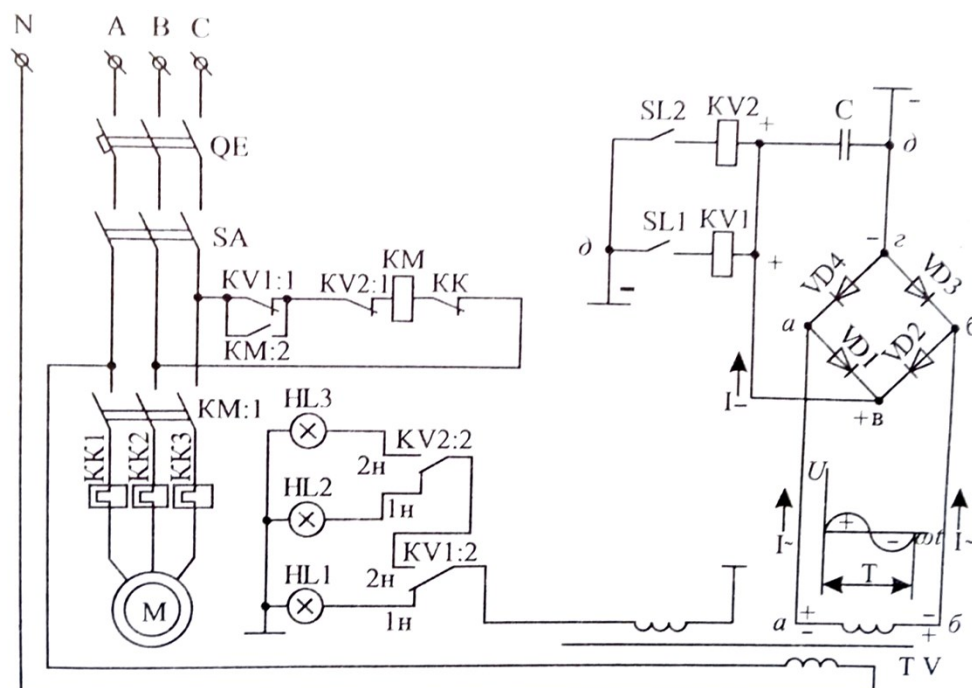 N A B C
QE
SA
KV1:1 KV2:1 KM KK
KM:2
KM:1
KK1 KK2 KK3
M
HL3
KV2:2
2н
HL2
1н
KV1:2
2н
HL1
1н
SL2 KV2 + C -
д
SL1 KV1
д
+
-
- г
VD4 VD3
а б
VD1 VD2
I-
+в
U
+ - ωt
I~ I~
T
а + - - + б
TV